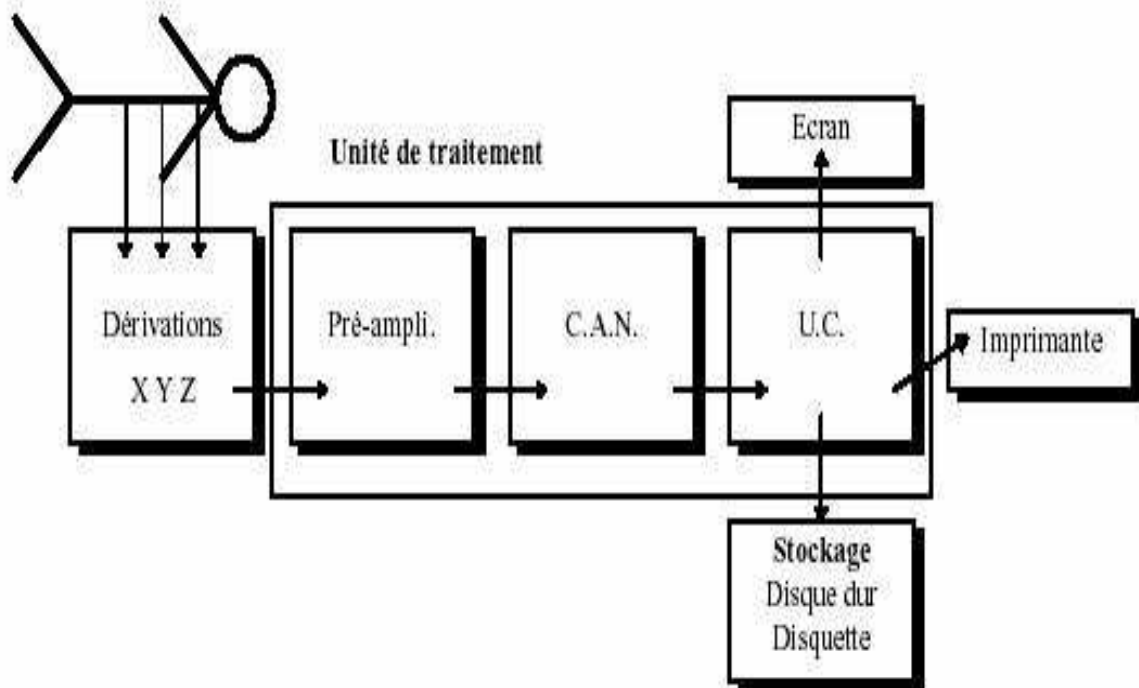 Ecran
Unité de traitement
Dérivations
X Y Z
Pré-ampli.
C.A.N.
U.C.
Imprimante
Stockage
Disque dur
Disquette